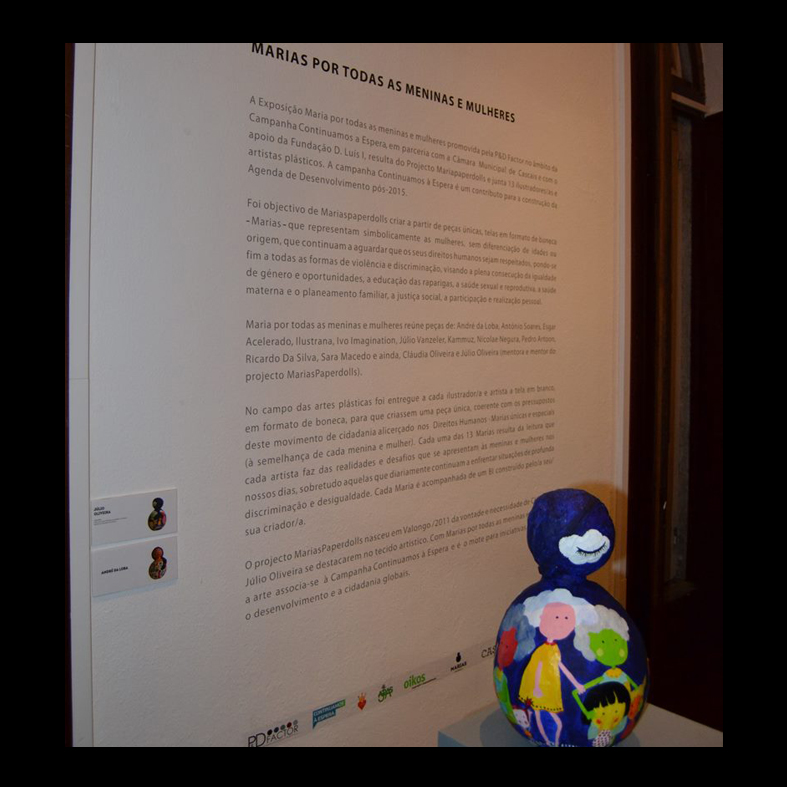 MARIAS POR TODAS AS MENINAS E MULHERES
A Exposição Maria por todas as meninas e mulheres promovida pela P&D Factor no âmbito da
Campanha Continuamos a Espera, em parceria com a Câmara Municipal de Cascais e com o
apoio da Fundação D. Luis I, resulta do Projecto Mariapaperdolls e junta 13 ilustradores/as e
artistas plásticos. A campanha Continuamos à Espera é um contributo para a construção da
Agenda de Desenvolvimento pós-2015.
Foi objectivo de Mariaspaperdolls criar a partir de peças únticas, telas em formato de boneca
- Marias - que representam simbolicamente as mulheres, sem diferenciação de idades ou
origem, que continuam a aguardar que os seus direitos humanos sejam respeitados, pondo-se
fim a todas as formas de violência e discriminação, visando a plena consecução da igualdade
de género e oportunidades, a educação das raparigas, a saúde sexual e reprodutiva, a saúde
materna e o planeamento familiar, a justiça social, a participação e realização pessoal.
Maria por todas as meninas e mulheres reúne peças de: André da Loba, António Soares, Esgar
Acelerado, Ilustrana, Ivo Imagination, Júlio Vanzeler, Kammuz, Nicolae Negura, Pedro
Ricardo Da Silva, Sara Macedo e ainda, Cláudia Oliveira e Júlio Oliveira (mentora e mentor do
projecto MariasPaperdolls).
No campo das artes plásticas foi entregue a cada ilustrador/a e artista a tela em branco,
em formato de boneca, para que criassem uma peça única, coerente com os pressupostos
deste movimento de cidadania alicerçado nos Direitos Humanos - Marias únicas e especiais
(à semelhança de cada menina e mulher). Cada uma das 13 Marias resulta da leitura que
cada artista faz das realidades e desafios que se apresentam às meninas e mulheres nos
nossos dias, sobretudo aquelas que diariamente continuam a enfrentar situações de profunda
discriminação e desigualdade. Cada Maria é acompanhada de um BI construído pelo/a seu/
sua criador/a.
O projecto MariasPaperdolls nasceu em Valongo/2011 da vontade e necessidade de
Júlio Oliveira se destacarem no tecido artístico. Com Marias por todas as meninas
a arte associa-se à Campanha Continuamos à Espera e é o mote para iniciativas
o desenvolvimento e a cidadania globais.
JÚLIO
OLIVEIRA
ANDRÉ DA LOBA
PD FACTOR
CONTINUAMOS
À ESPERA
oikos
MARIAS
CAS